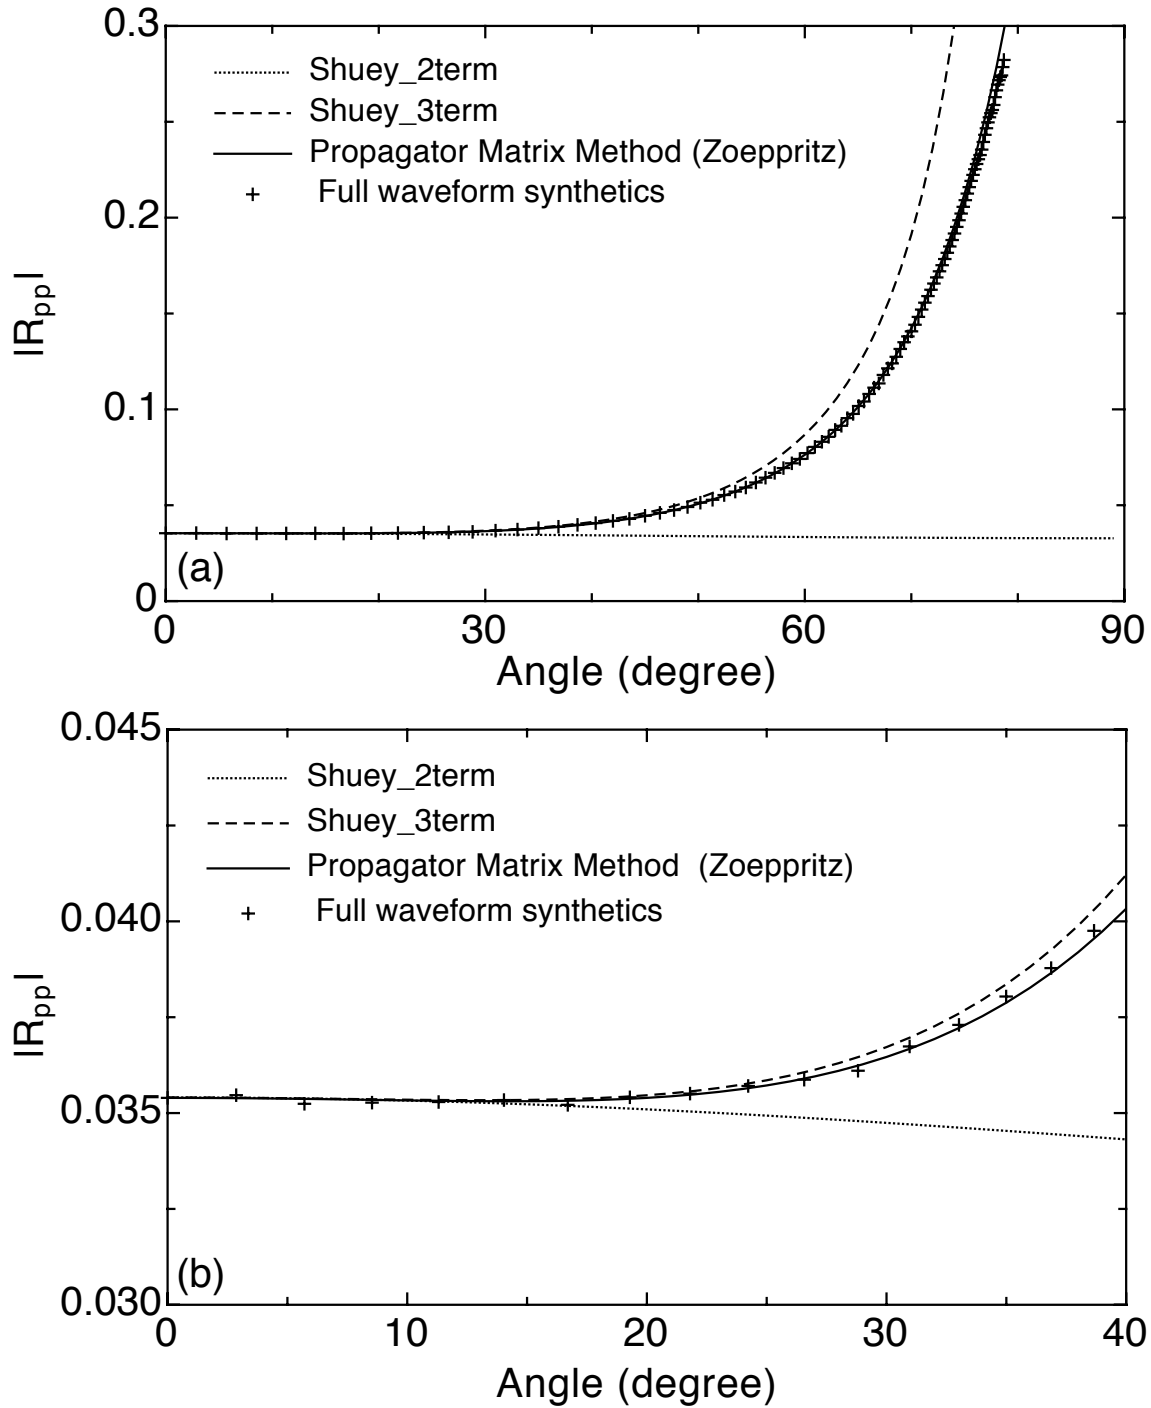 0.3
Shuey_2term
Shuey_3term
Propagator Matrix Method (Zoeppritz)
Full waveform synthetics
0.2
|Rpp|
0.1
(a)
0
0 30 60 90
Angle (degree)
0.045
Shuey_2term
Shuey_3term
Propagator Matrix Method (Zoeppritz)
Full waveform synthetics
0.040
|Rpp|
0.035
(b)
0.030
0 10 20 30 40
Angle (degree)